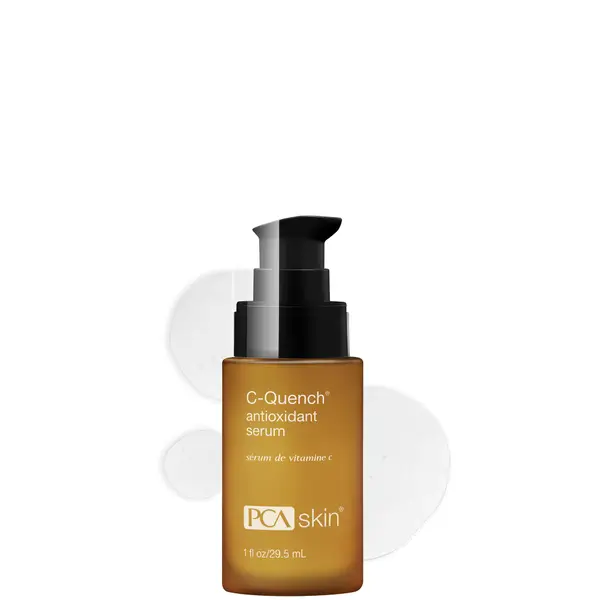 C-Quench®
antioxidant
serum
sérum de vitamine c
PCA skin®
1 fl oz/29.5 mL